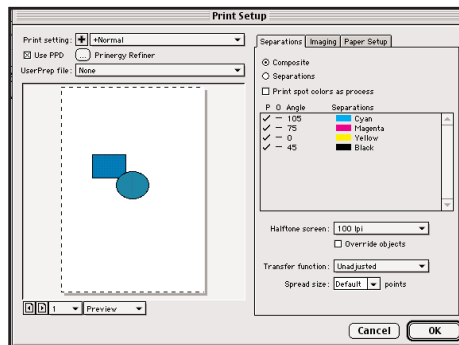 Print Setup
Print setting: + +Normal
Use PPD (...) Prinergy Refiner
UserPrep file: None
1 Preview
Separations Imaging Paper Setup
Composite
Separations
Print spot colors as process
P O Angle Separations
105 Cyan
75 Magenta
0 Yellow
45 Black
Halftone screen: 100 lpi
Override objects
Transfer function: Unadjusted
Spread size: Default points
Cancel OK